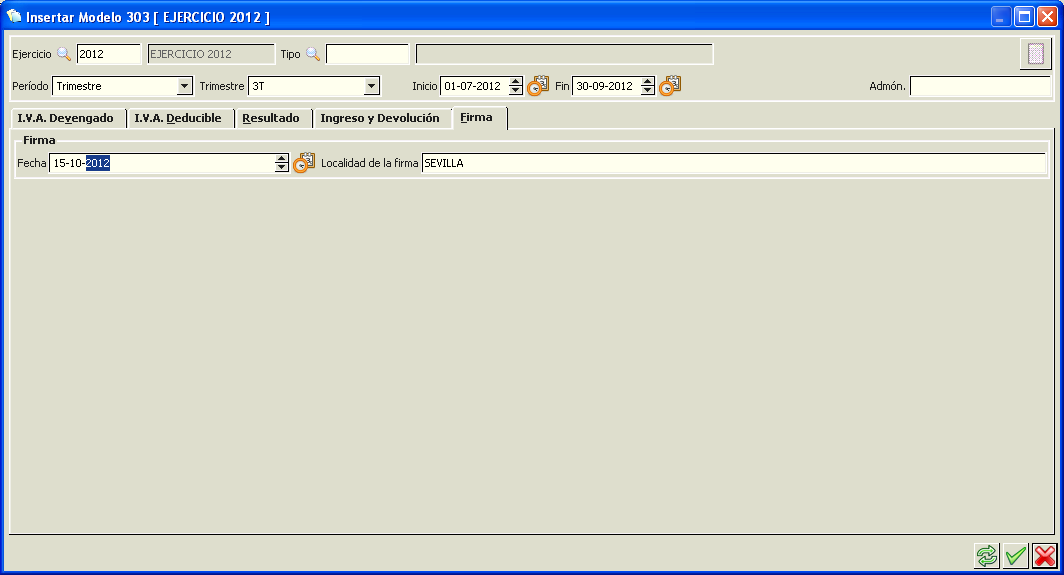 Insertar Modelo 303 [ EJERCICIO 2012 ]
Ejercicio 2012 EJERCICIO 2012 Tipo
Período Trimestre Trimestre 3T Inicio 01-07-2012 Fin 30-09-2012 Admón.
I.V.A. Devengado I.V.A. Deducible Resultado Ingreso y Devolución Firma
Firma
Fecha 15-10-2012 Localidad de la firma SEVILLA